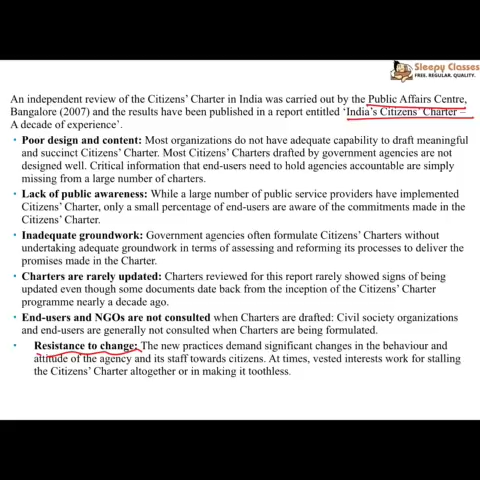 Sleepy Classes
FREE. REGULAR. QUALITY.
An independent review of the Citizens' Charter in India was carried out by the Public Affairs Centre,
Bangalore (2007) and the results have been published in a report entitled 'India's Citizens' Charter –
A decade of experience'.
• Poor design and content: Most organizations do not have adequate capability to draft meaningful
and succinct Citizens' Charter. Most Citizens' Charters drafted by government agencies are not
designed well. Critical information that end-users need to hold agencies accountable are simply
missing from a large number of charters.
• Lack of public awareness: While a large number of public service providers have implemented
Citizens' Charter, only a small percentage of end-users are aware of the commitments made in the
Citizens' Charter.
• Inadequate groundwork: Government agencies often formulate Citizens' Charters without
undertaking adequate groundwork in terms of assessing and reforming its processes to deliver the
promises made in the Charter.
• Charters are rarely updated: Charters reviewed for this report rarely showed signs of being
updated even though some documents date back from the inception of the Citizens' Charter
programme nearly a decade ago.
• End-users and NGOs are not consulted when Charters are drafted: Civil society organizations
and end-users are generally not consulted when Charters are being formulated.
• Resistance to change: The new practices demand significant changes in the behaviour and
attitude of the agency and its staff towards citizens. At times, vested interests work for stalling
the Citizens' Charter altogether or in making it toothless.